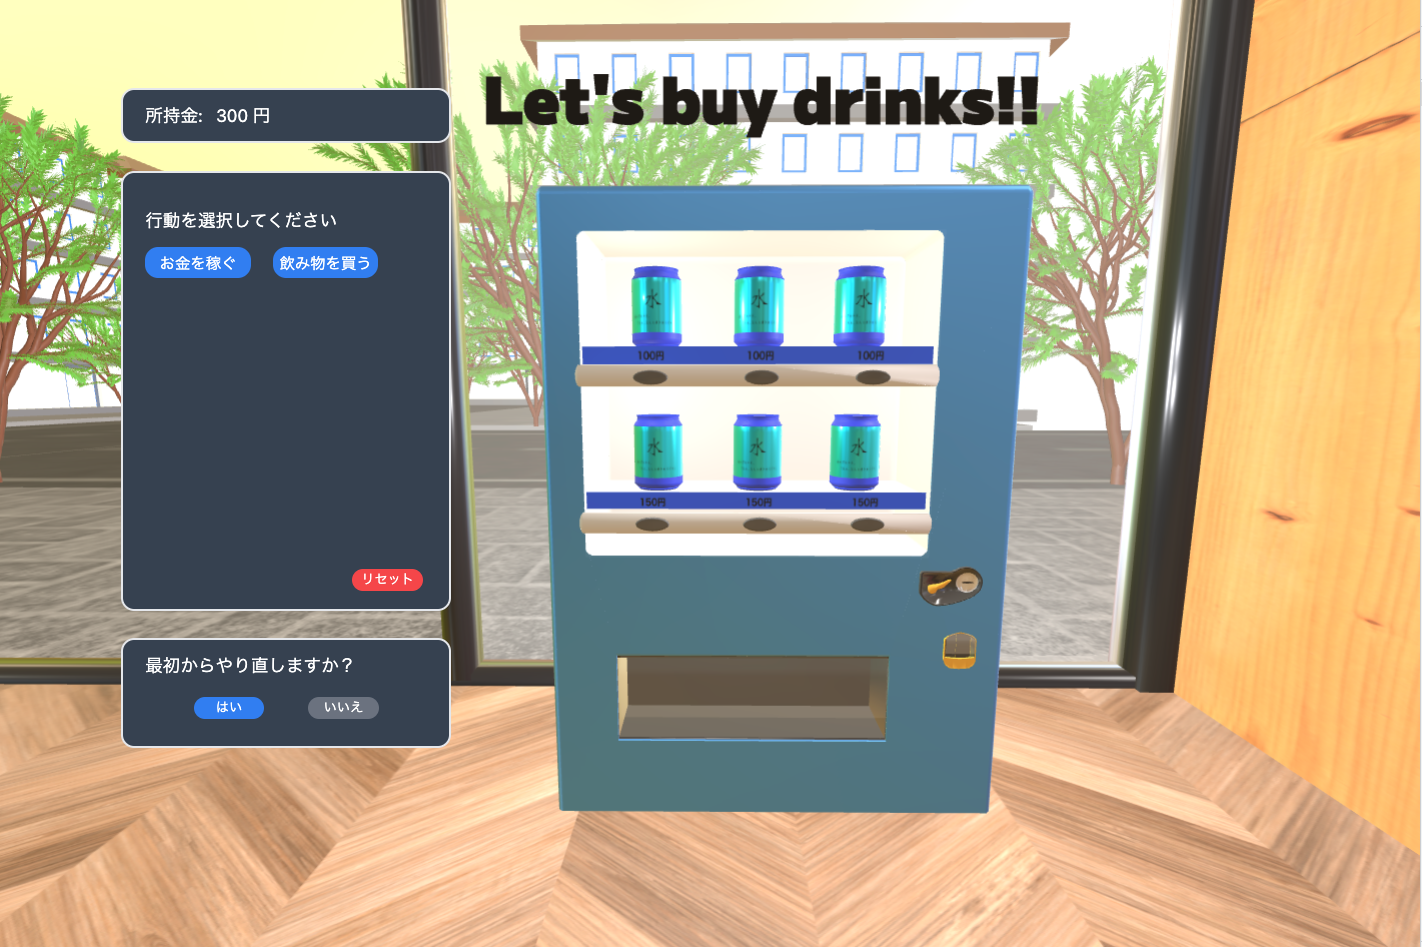 Let's buy drinks!!
所持金: 300 円
行動を選択してください
お金を稼ぐ 飲み物を買う
リセット
最初からやり直しますか？
はい いいえ
水 水 水
100円 100円 100円
水 水 水
150円 150円 150円